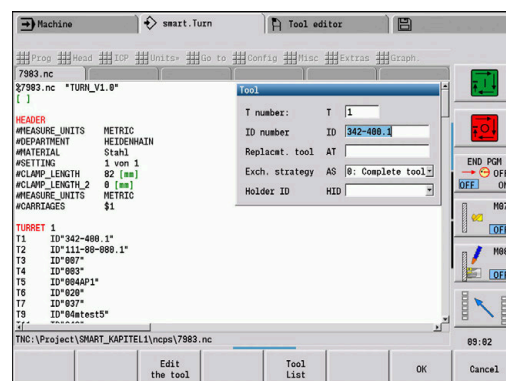 Machine
smart.Turn
Tool editor
Prog Head ICP Units» Go to Config Misc Extras Graph.
7983.nc
%7983.nc "TURN_V1.0"
[ ]
HEADER
#MEASURE_UNITS METRIC
#DEPARTMENT HEIDENHAIN
#MATERIAL Stahl
#SETTING 1 von 1
#CLAMP_LENGTH 82 [mm]
#CLAMP_LENGTH_2 0 [mm]
#MEASURE_UNITS METRIC
#CARRIAGES $1
TURRET 1
T1 ID"342-400.1"
T2 ID"111-80-080.1"
T3 ID"007"
T4 ID"003"
T5 ID"004AP1"
T6 ID"020"
T7 ID"037"
T9 ID"04mtest5"
Tool
T number: T 1
ID number ID 342-400.1
Replacmt. tool AT
Exch. strategy AS 0: Complete tool
Holder ID HID
END PGM
OFF
OFF ON
M07
OFF
M08
OFF
TNC:\Project\SMART_KAPITEL1\ncps\7983.nc
09:02
Edit the tool
Tool List
OK
Cancel